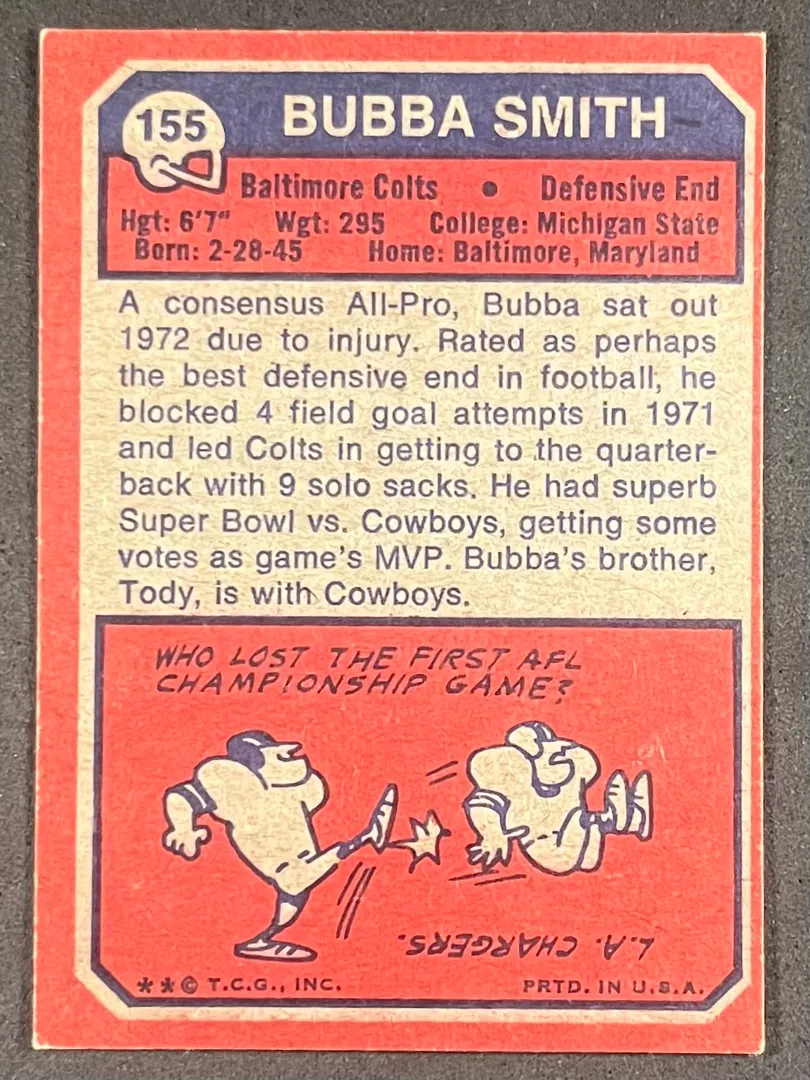 155
BUBBA SMITH
Baltimore Colts • Defensive End
Hgt: 6'7" Wgt: 295 College: Michigan State
Born: 2-28-45 Home: Baltimore, Maryland
A consensus All-Pro, Bubba sat out
1972 due to injury. Rated as perhaps
the best defensive end in football, he
blocked 4 field goal attempts in 1971
and led Colts in getting to the quarter-
back with 9 solo sacks. He had superb
Super Bowl vs. Cowboys, getting some
votes as game's MVP. Bubba's brother,
Tody, is with Cowboys.
WHO LOST THE FIRST AFL
CHAMPIONSHIP GAME?
L.A. CHARGERS.
**© T.C.G., INC. PRTD. IN U.S.A.